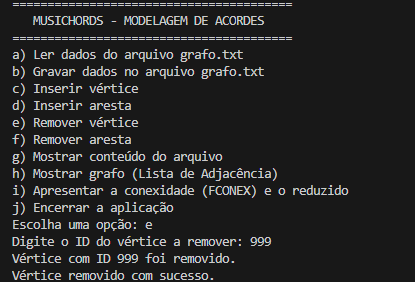 ========================================
MUSICHORDS - MODELAGEM DE ACORDES
========================================
a) Ler dados do arquivo grafo.txt
b) Gravar dados no arquivo grafo.txt
c) Inserir vértice
d) Inserir aresta
e) Remover vértice
f) Remover aresta
g) Mostrar conteúdo do arquivo
h) Mostrar grafo (Lista de Adjacência)
i) Apresentar a conexidade (FCONEX) e o reduzido
j) Encerrar a aplicação
Escolha uma opção: e
Digite o ID do vértice a remover: 999
Vértice com ID 999 foi removido.
Vértice removido com sucesso.